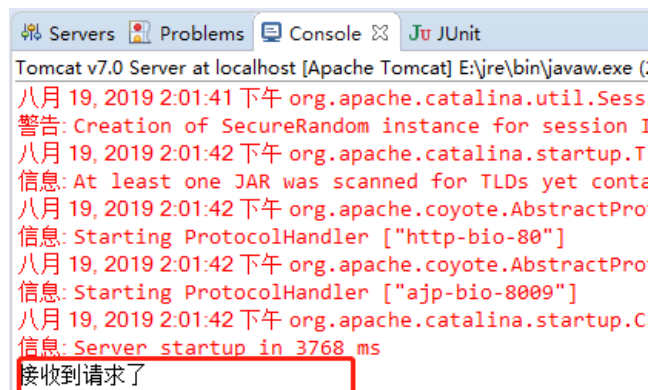 Servers Problems Console JUnit
Tomcat v7.0 Server at localhost [Apache Tomcat] E:\jre\bin\javaw.exe (
八月 19, 2019 2:01:41 下午 org.apache.catalina.util.Sess
警告: Creation of SecureRandom instance for session I
八月 19, 2019 2:01:42 下午 org.apache.catalina.startup.T
信息: At least one JAR was scanned for TLDs yet conta
八月 19, 2019 2:01:42 下午 org.apache.coyote.AbstractPro
信息: Starting ProtocolHandler ["http-bio-80"]
八月 19, 2019 2:01:42 下午 org.apache.coyote.AbstractPro
信息: Starting ProtocolHandler ["ajp-bio-8009"]
八月 19, 2019 2:01:42 下午 org.apache.catalina.startup.C
信息: Server startup in 3768 ms
接收到请求了